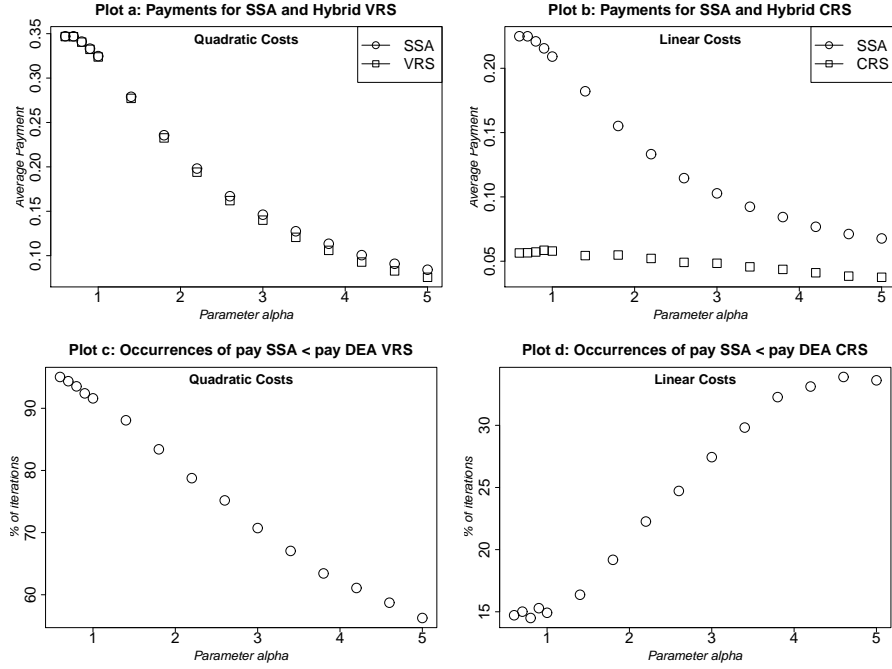 Plot a: Payments for SSA and Hybrid VRS
Quadratic Costs
SSA
VRS
0.35
0.30
0.25
0.20
0.15
0.10
Average Payment
1 2 3 4 5
Parameter alpha
Plot b: Payments for SSA and Hybrid CRS
Linear Costs
SSA
CRS
0.20
0.15
0.10
0.05
Average Payment
1 2 3 4 5
Parameter alpha
Plot c: Occurrences of pay SSA < pay DEA VRS
Quadratic Costs
90
80
70
60
% of iterations
1 2 3 4 5
Parameter alpha
Plot d: Occurrences of pay SSA < pay DEA CRS
Linear Costs
30
25
20
15
% of iterations
1 2 3 4 5
Parameter alpha